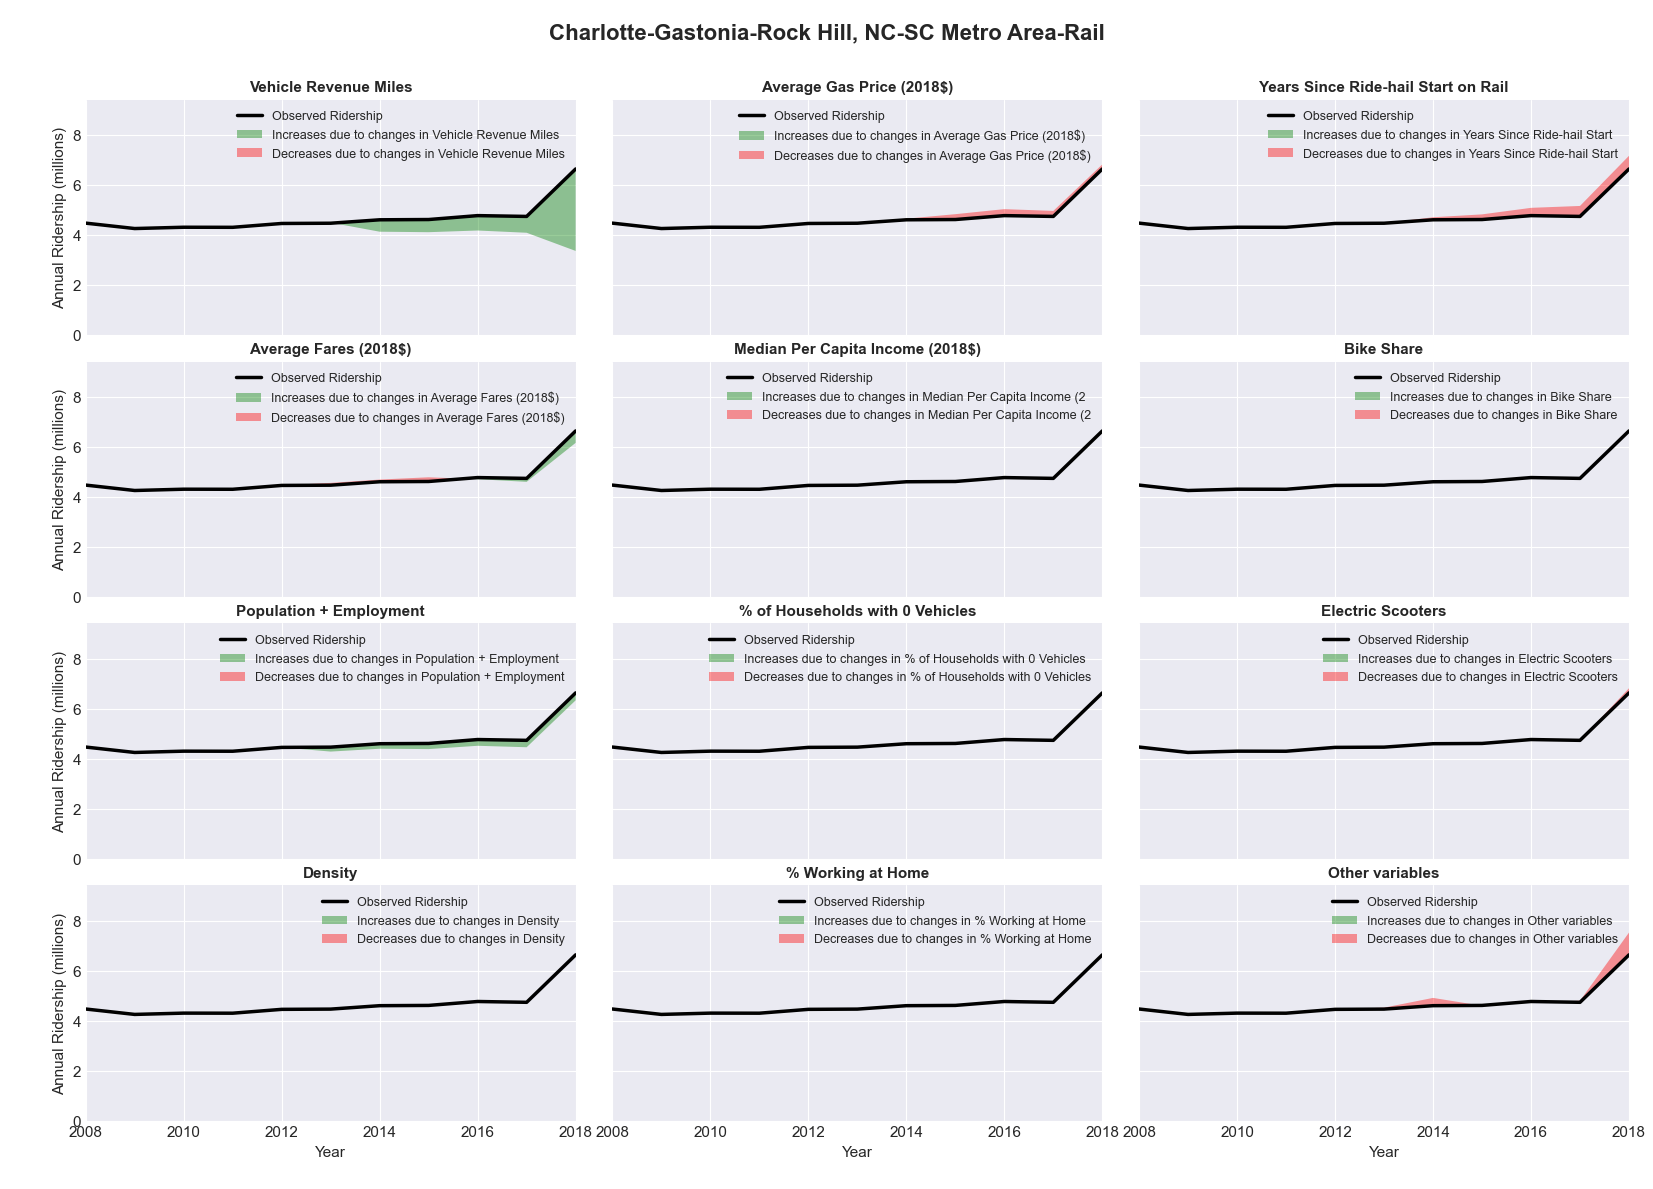 Charlotte-Gastonia-Rock Hill, NC-SC Metro Area-Rail
Vehicle Revenue Miles
Observed Ridership
Increases due to changes in Vehicle Revenue Miles
Decreases due to changes in Vehicle Revenue Miles
Annual Ridership (millions)
8
6
4
2
0
Average Gas Price (2018$)
Observed Ridership
Increases due to changes in Average Gas Price (2018$)
Decreases due to changes in Average Gas Price (2018$)
Years Since Ride-hail Start on Rail
Observed Ridership
Increases due to changes in Years Since Ride-hail Start
Decreases due to changes in Years Since Ride-hail Start
Average Fares (2018$)
Observed Ridership
Increases due to changes in Average Fares (2018$)
Decreases due to changes in Average Fares (2018$)
Annual Ridership (millions)
8
6
4
2
0
Median Per Capita Income (2018$)
Observed Ridership
Increases due to changes in Median Per Capita Income (2
Decreases due to changes in Median Per Capita Income (2
Bike Share
Observed Ridership
Increases due to changes in Bike Share
Decreases due to changes in Bike Share
Population + Employment
Observed Ridership
Increases due to changes in Population + Employment
Decreases due to changes in Population + Employment
Annual Ridership (millions)
8
6
4
2
0
% of Households with 0 Vehicles
Observed Ridership
Increases due to changes in % of Households with 0 Vehicles
Decreases due to changes in % of Households with 0 Vehicles
Electric Scooters
Observed Ridership
Increases due to changes in Electric Scooters
Decreases due to changes in Electric Scooters
Density
Observed Ridership
Increases due to changes in Density
Decreases due to changes in Density
Annual Ridership (millions)
8
6
4
2
0
2008 2010 2012 2014 2016 2018
Year
% Working at Home
Observed Ridership
Increases due to changes in % Working at Home
Decreases due to changes in % Working at Home
2008 2010 2012 2014 2016 2018
Year
Other variables
Observed Ridership
Increases due to changes in Other variables
Decreases due to changes in Other variables
2008 2010 2012 2014 2016 2018
Year